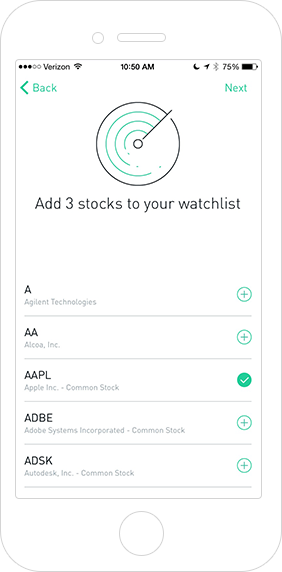 Verizon 10:50 AM 75%
Back Next
Add 3 stocks to your watchlist
A
Agilent Technologies
AA
Alcoa, Inc.
AAPL
Apple Inc. - Common Stock
ADBE
Adobe Systems Incorporated - Common Stock
ADSK
Autodesk, Inc. - Common Stock